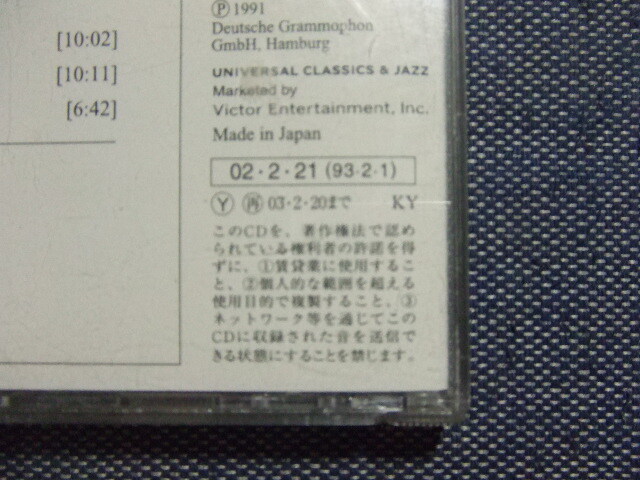 [10:02]
[10:11]
[6:42]
Ⓟ 1991
Deutsche Grammophon
GmbH, Hamburg
UNIVERSAL CLASSICS & JAZZ
Marketed by
Victor Entertainment, Inc.
Made in Japan
02・2・21 (93・2・1)
Ⓨ ㊢ 03・2・20まで KY
このCDを、著作権法で認め
られている権利者の許諾を得
ずに、①賃貸業に使用するこ
と、②個人的な範囲を超える
使用目的で複製すること、③
ネットワーク等を通じてこの
CDに収録された音を送信で
きる状態にすることを禁じます。